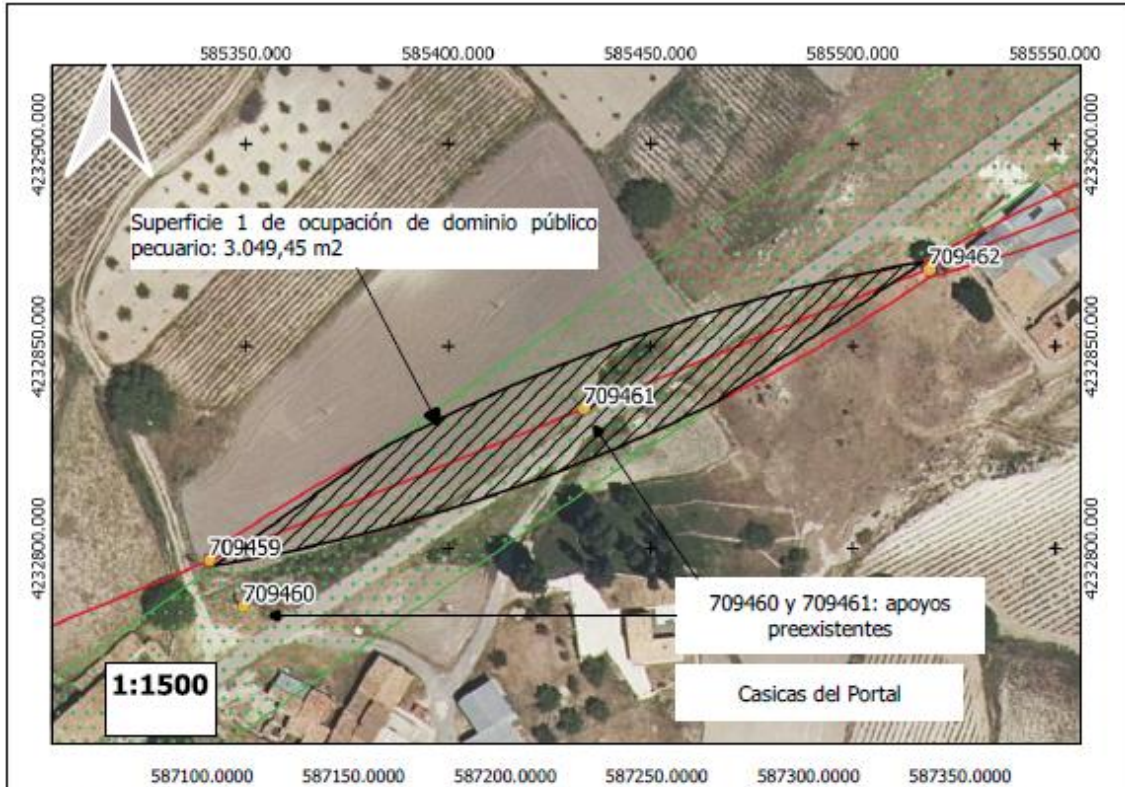 585350.000 585400.000 585450.000 585500.000 585550.000
4232900.000 4232900.000
Superficie 1 de ocupación de dominio público
pecuario: 3.049,45 m2
709462
4232850.000 4232850.000
709461
4232800.000 4232800.000
709459
709460
709460 y 709461: apoyos
preexistentes
1:1500
Casicas del Portal
587100.0000 587150.0000 587200.0000 587250.0000 587300.0000 587350.0000